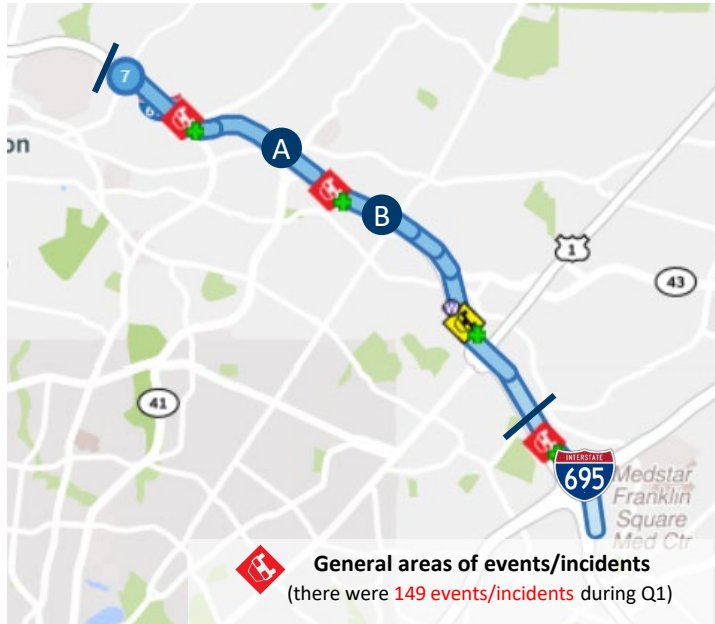 7
6
on
A
B
1
W
43
41
INTERSTATE
695
Medstar
Franklin
Square
Med Ctr
General areas of events/incidents
(there were 149 events/incidents during Q1)